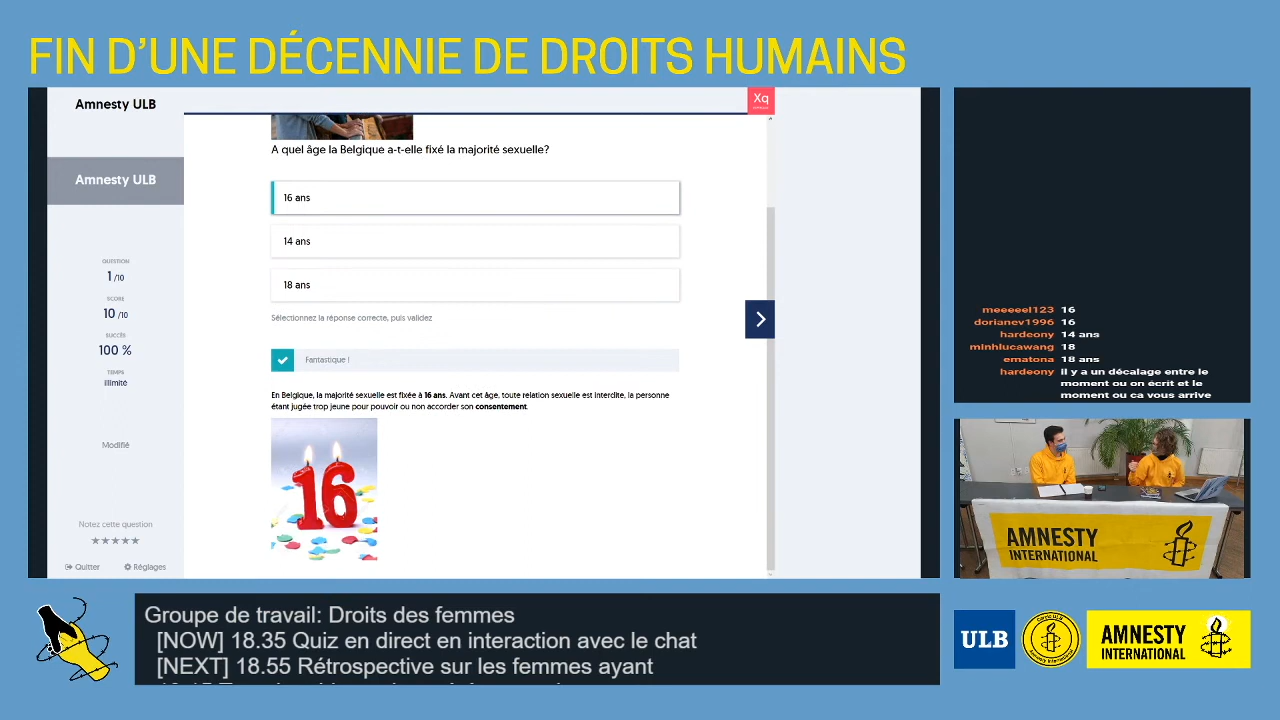 FIN D’UNE DÉCENNIE DE DROITS HUMAINS
Amnesty ULB
Xq
Amnesty ULB
QUESTION
1 /10
SCORE
10 /10
SUCCÈS
100 %
TEMPS
illimité
Modifié
Notez cette question
★★★★★
Quitter
Réglages
A quel âge la Belgique a-t-elle fixé la majorité sexuelle?
16 ans
14 ans
18 ans
Sélectionnez la réponse correcte, puis validez
Fantastique !
En Belgique, la majorité sexuelle est fixée à 16 ans. Avant cet âge, toute relation sexuelle est interdite, la personne
étant jugée trop jeune pour pouvoir ou non accorder son consentement.
16
meeeeel123 16
dorianev1996 16
hardeony 14 ans
minhlucawang 18
ematona 18 ans
hardeony il y a un décalage entre le
moment ou on écrit et le
moment ou ca vous arrive
AMNESTY
INTERNATIONAL
Groupe de travail: Droits des femmes
[NOW] 18.35 Quiz en direct en interaction avec le chat
[NEXT] 18.55 Rétrospective sur les femmes ayant
ULB
AMNESTY
INTERNATIONAL